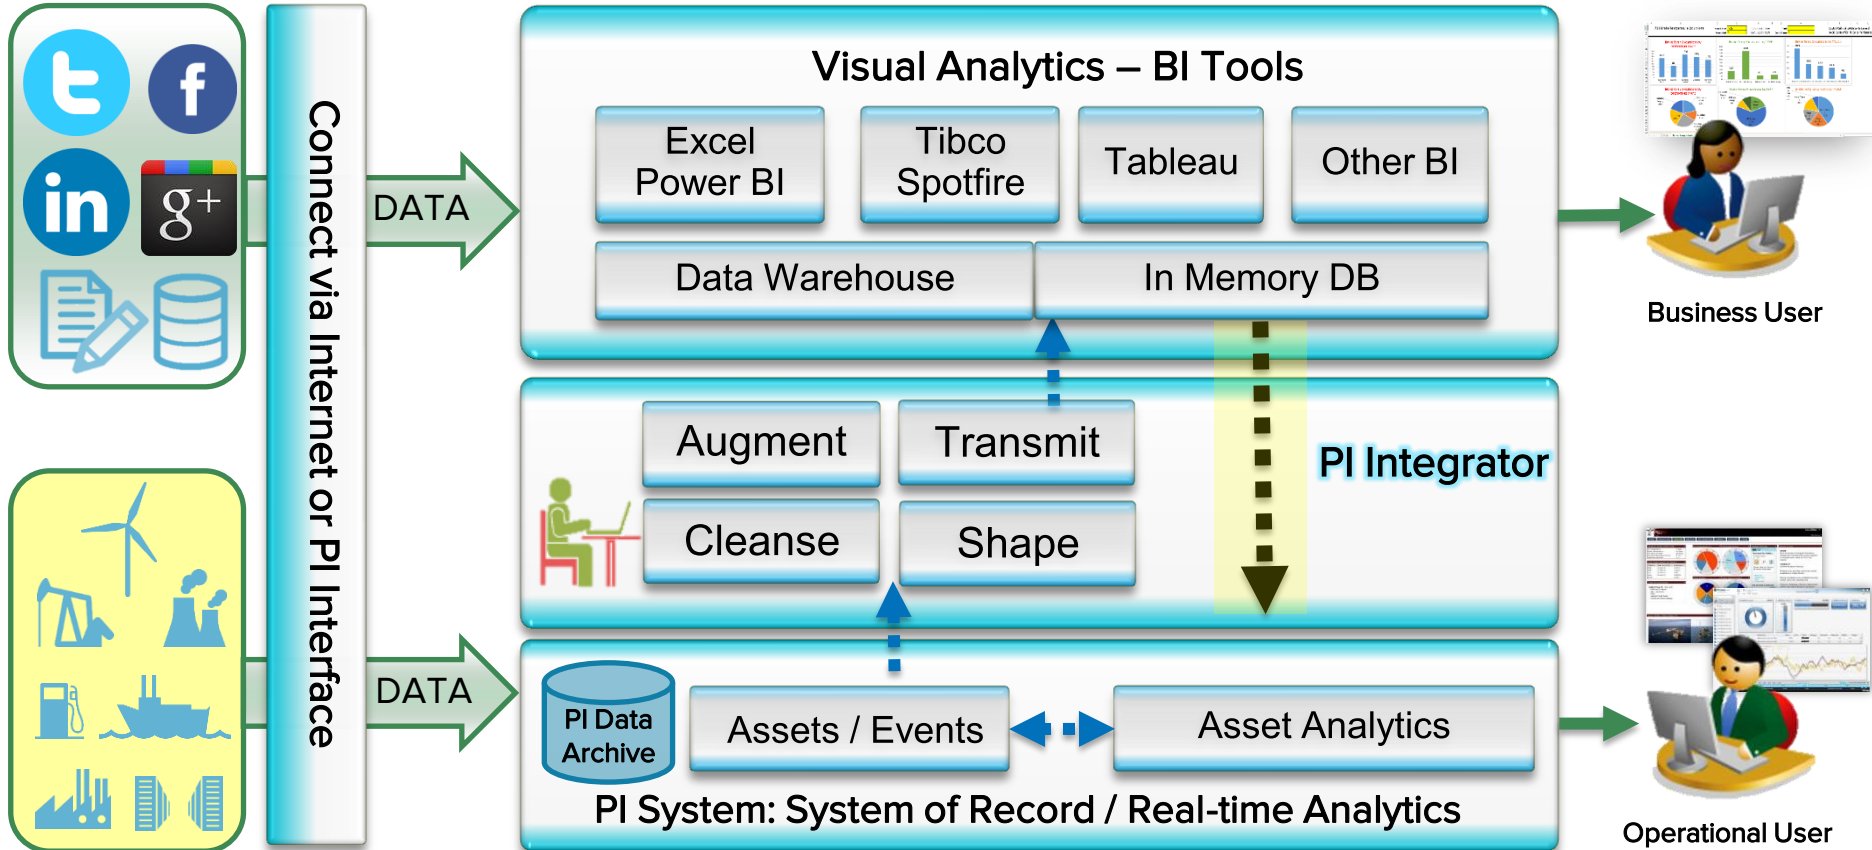 Connect via Internet or PI Interface
DATA
DATA
Visual Analytics – BI Tools
Excel
Power BI
Tibco
Spotfire
Tableau
Other BI
Data Warehouse
In Memory DB
Augment
Transmit
Cleanse
Shape
PI Integrator
PI Data
Archive
Assets / Events
Asset Analytics
PI System: System of Record / Real-time Analytics
Business User
Operational User
t
f
in
g+